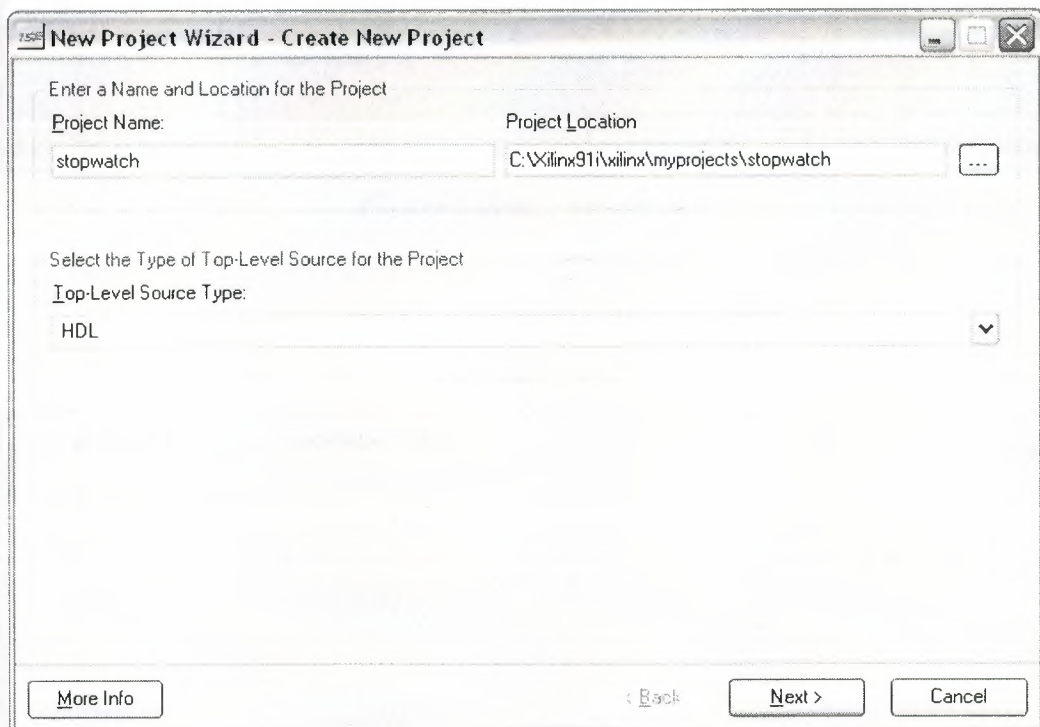 ISE New Project Wizard - Create New Project
Enter a Name and Location for the Project
Project Name:
Project Location
stopwatch
C:\Xilinx91i\xilinx\myprojects\stopwatch
...
Select the Type of Top-Level Source for the Project
Top-Level Source Type:
HDL
More Info
< Back
Next >
Cancel